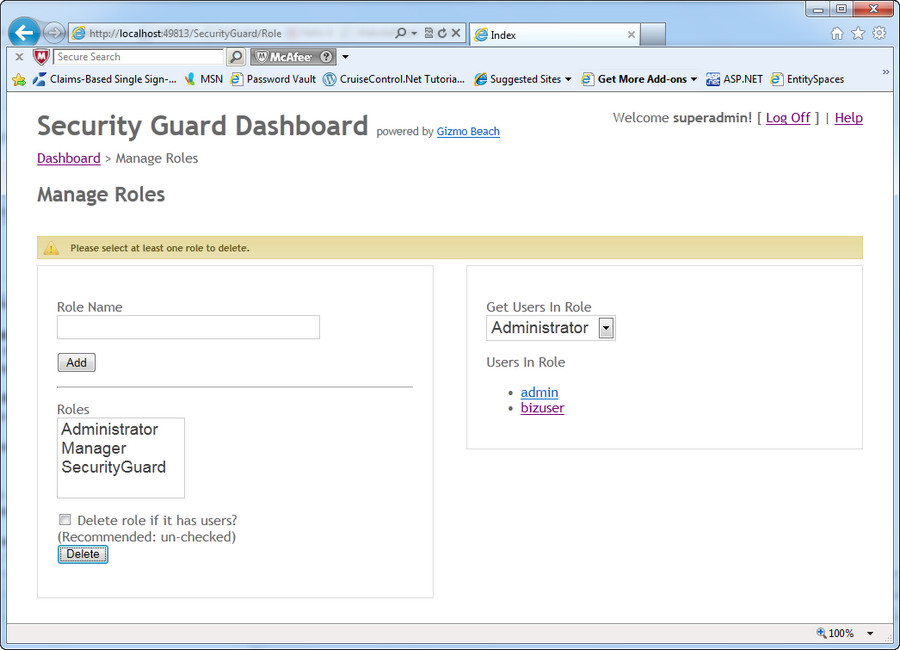 http://localhost:49813/SecurityGuard/Role
Index
Secure Search
McAfee
Claims-Based Single Sign-...
MSN
Password Vault
CruiseControl.Net Tutoria...
Suggested Sites
Get More Add-ons
ASP.NET
EntitySpaces
Security Guard Dashboard powered by Gizmo Beach
Welcome superadmin! [ Log Off ] | Help
Dashboard > Manage Roles
Manage Roles
Please select at least one role to delete.
Role Name
Add
Roles
Administrator
Manager
SecurityGuard
Delete role if it has users?
(Recommended: un-checked)
Delete
Get Users In Role
Administrator
Users In Role
admin
bizuser
100%